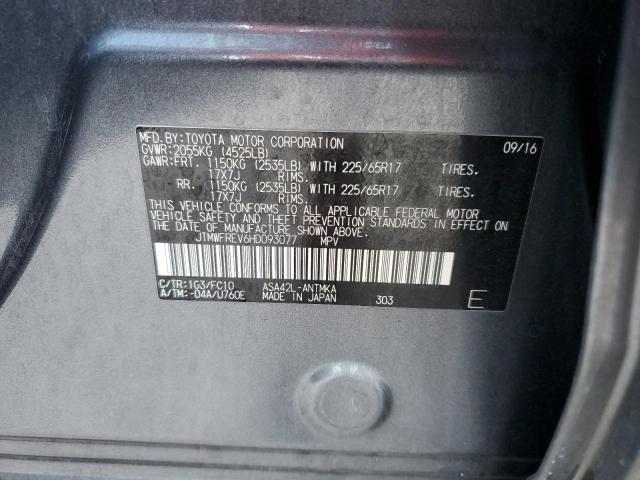 MFD.BY:TOYOTA MOTOR CORPORATION 09/16
GVWR:2055KG (4525LB)
GAWR:FRT. 1150KG (2535LB) WITH 225/65R17 TIRES.
17X7J RIMS.
RR. 1150KG (2535LB) WITH 225/65R17 TIRES.
17X7J RIMS.
THIS VEHICLE CONFORMS TO ALL APPLICABLE FEDERAL MOTOR
VEHICLE SAFETY AND THEFT PREVENTION STANDARDS IN EFFECT ON
THE DATE OF MANUFACTURE SHOWN ABOVE.
JTMWFREV6HD093077 MPV
C/TR:1G3/FC10 ASA42L-ANTMKA
A/TM:-04A/U760E MADE IN JAPAN 303 E